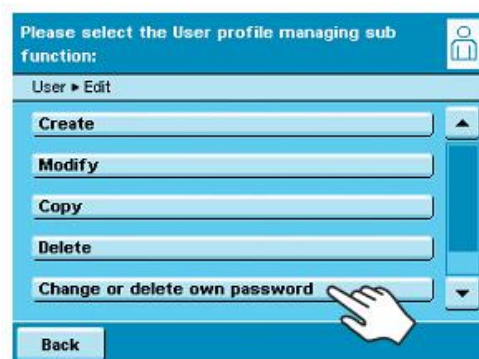 Please select the User profile managing sub
function:
User ▸ Edit
Create
Modify
Copy
Delete
Change or delete own password
Back